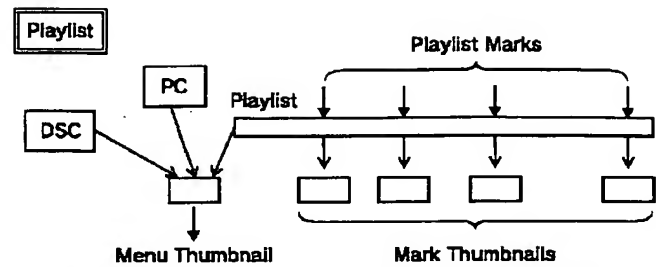 Playlist
Playlist Marks
PC
Playlist
DSC
Menu Thumbnail
Mark Thumbnails